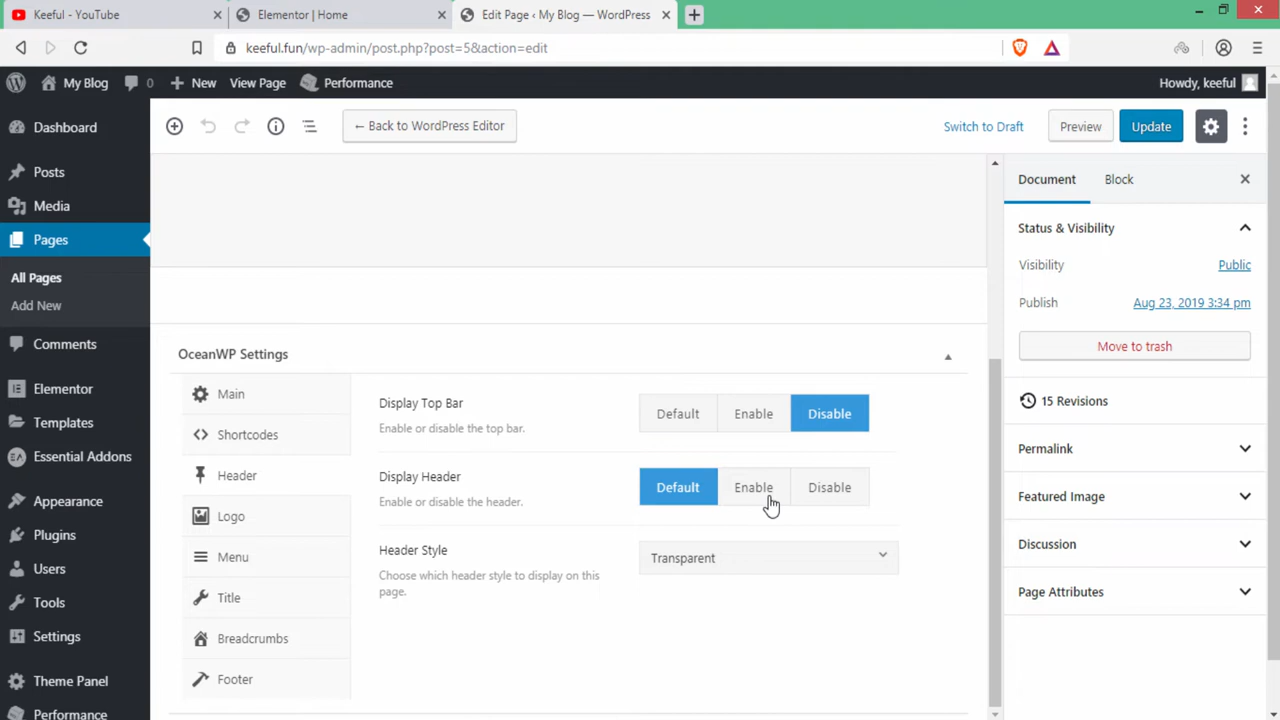 Keeful - YouTube
Elementor | Home
Edit Page ‹ My Blog — WordPress
keeful.fun/wp-admin/post.php?post=5&action=edit
My Blog
0
New
View Page
Performance
Howdy, keeful
Dashboard
Posts
Media
Pages
All Pages
Add New
Comments
Elementor
Templates
Essential Addons
Appearance
Plugins
Users
Tools
Settings
Theme Panel
Performance
← Back to WordPress Editor
Switch to Draft
Preview
Update
OceanWP Settings
Main
Shortcodes
Header
Logo
Menu
Title
Breadcrumbs
Footer
Display Top Bar
Enable or disable the top bar.
Default
Enable
Disable
Display Header
Enable or disable the header.
Default
Enable
Disable
Header Style
Choose which header style to display on this
page.
Transparent
Document
Block
Status & Visibility
Visibility
Public
Publish
Aug 23, 2019 3:34 pm
Move to trash
15 Revisions
Permalink
Featured Image
Discussion
Page Attributes